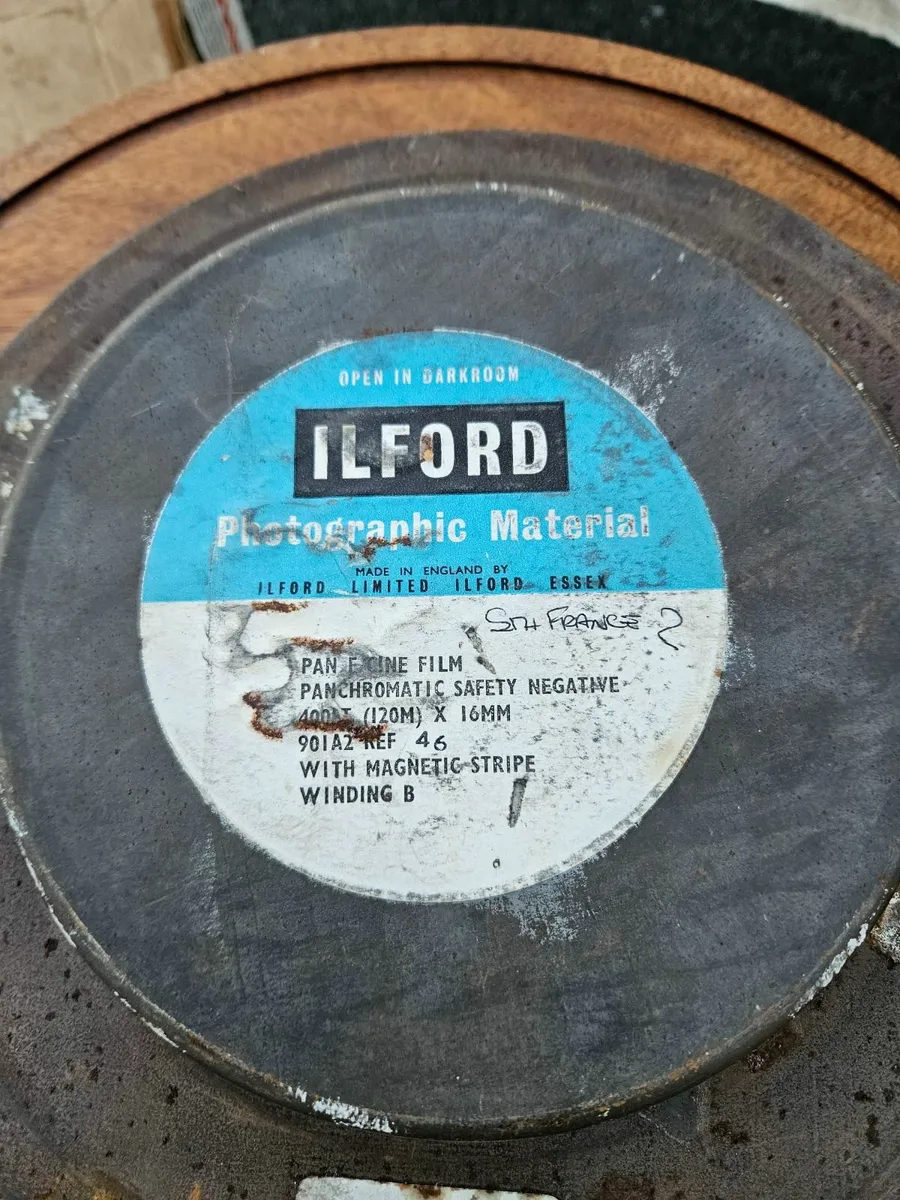 OPEN IN DARKROOM
ILFORD
Photographic Material
MADE IN ENGLAND BY
ILFORD LIMITED ILFORD ESSEX
STH FRANCE ?
PAN F CINE FILM
PANCHROMATIC SAFETY NEGATIVE
400FT (120M) X 16MM
901A2 REF 46
WITH MAGNETIC STRIPE
WINDING B